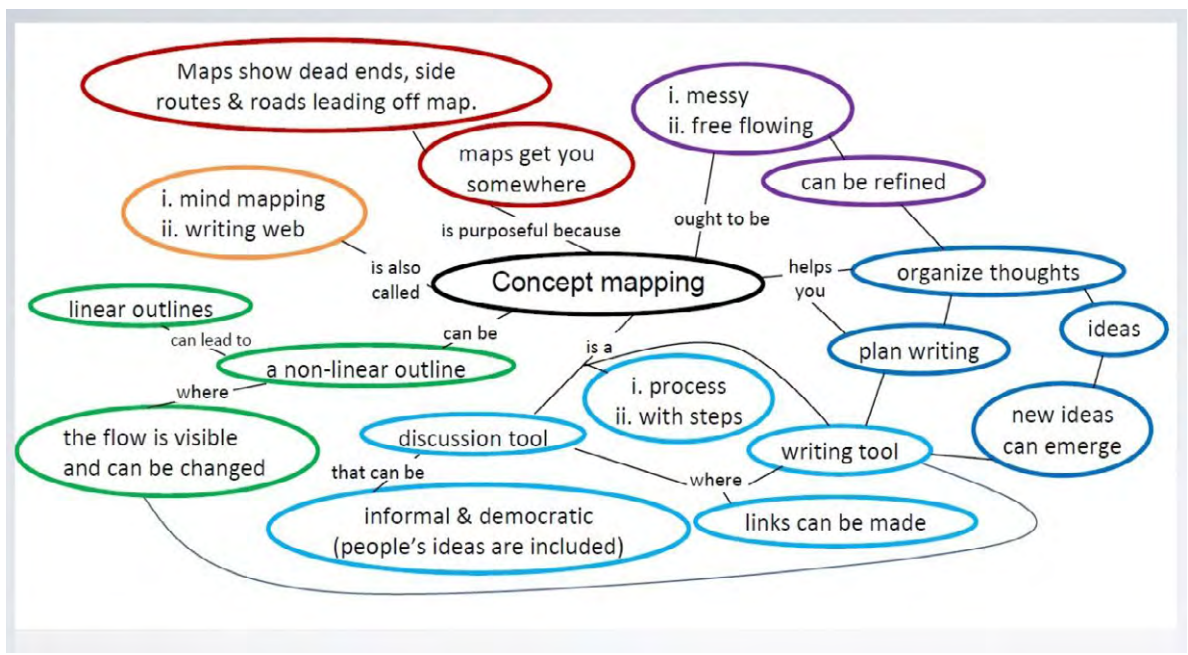 Maps show dead ends, side
routes & roads leading off map.
i. messy
ii. free flowing
maps get you
somewhere
can be refined
i. mind mapping
ii. writing web
ought to be
is purposeful because
is also
called
Concept mapping
helps
you
organize thoughts
linear outlines
can lead to
can be
ideas
is a
plan writing
a non-linear outline
where
i. process
ii. with steps
new ideas
can emerge
the flow is visible
and can be changed
discussion tool
writing tool
that can be
where
informal & democratic
(people’s ideas are included)
links can be made